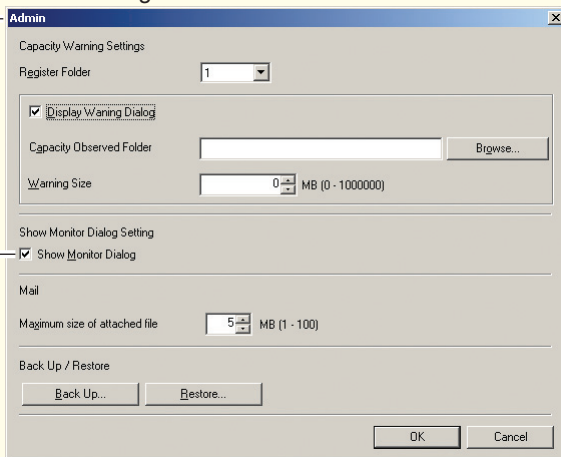 Admin
Capacity Warning Settings
Register Folder 1
Display Waning Dialog
Capacity Observed Folder Browse...
Warning Size 0 MB (0 - 1000000)
Show Monitor Dialog Setting
Show Monitor Dialog
Mail
Maximum size of attached file 5 MB (1 - 100)
Back Up / Restore
Back Up... Restore...
OK Cancel